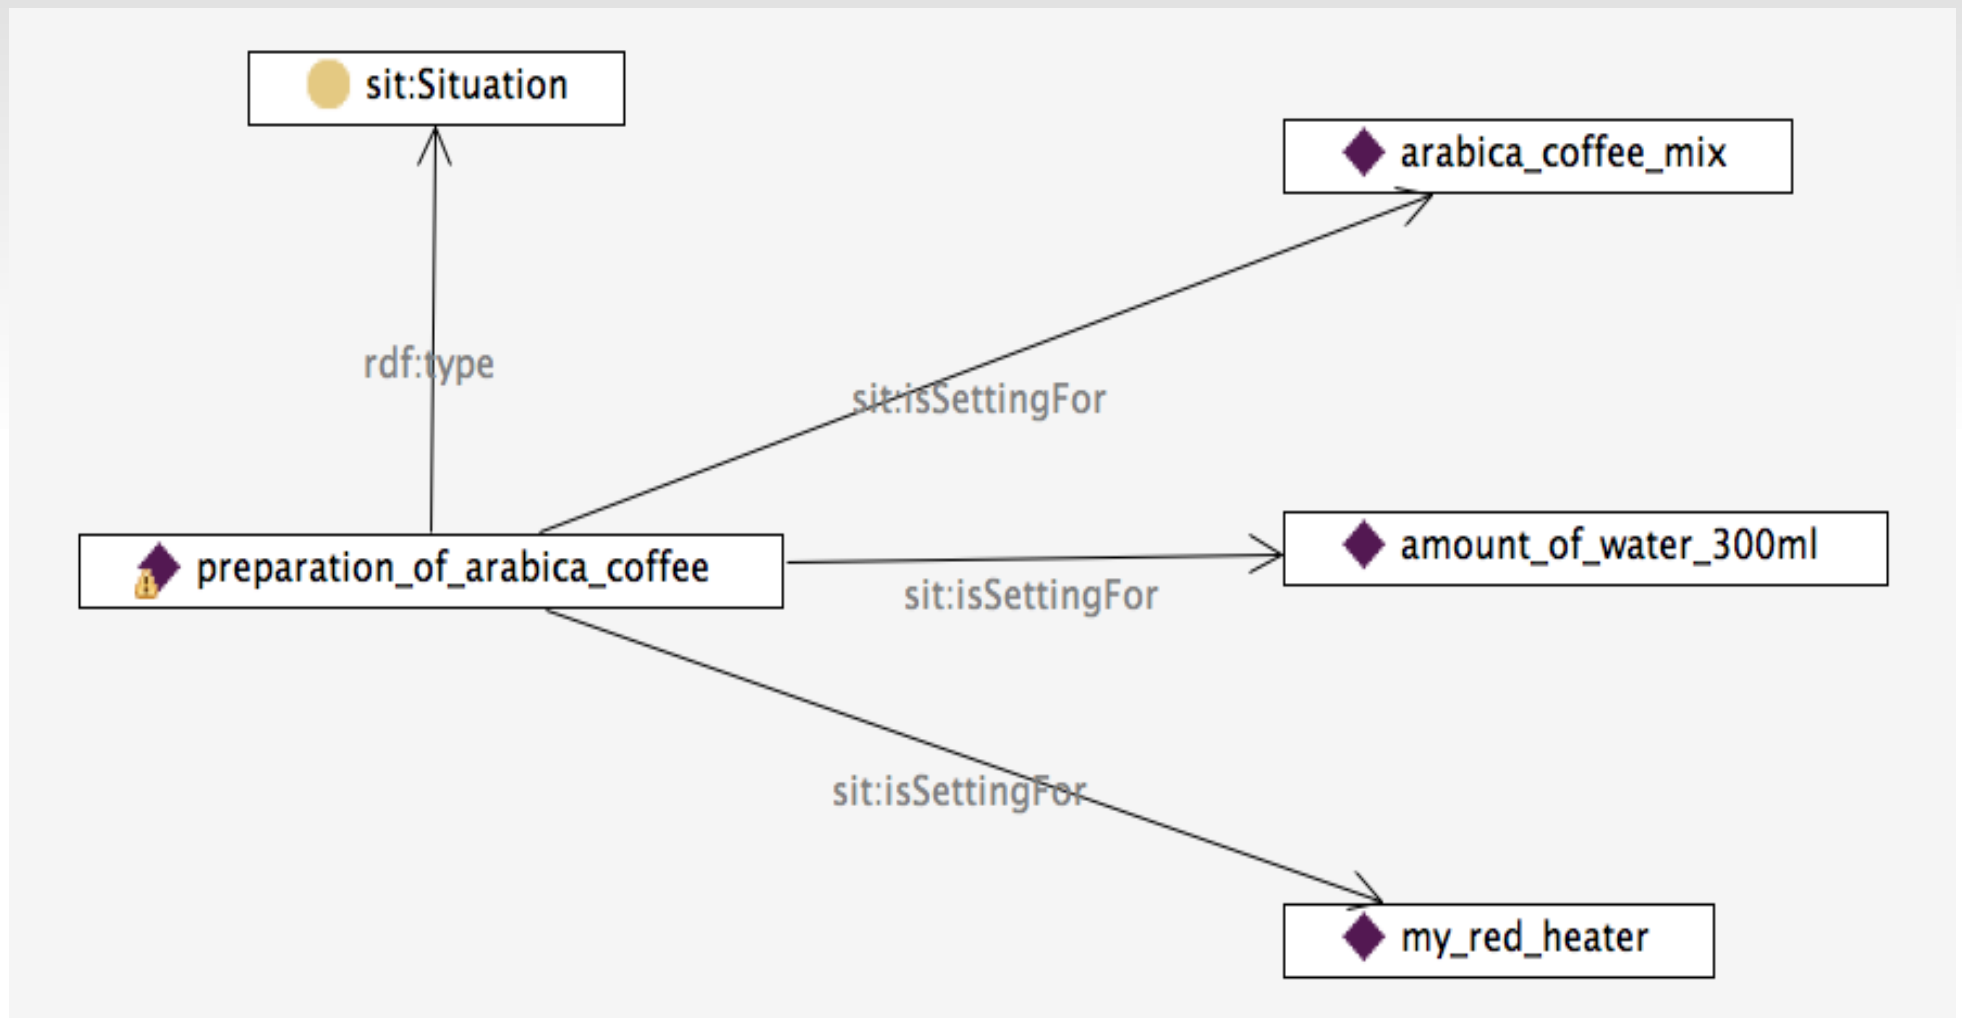 sit:Situation
arabica_coffee_mix
rdf:type
sit:isSettingFor
preparation_of_arabica_coffee
amount_of_water_300ml
sit:isSettingFor
sit:isSettingFor
my_red_heater